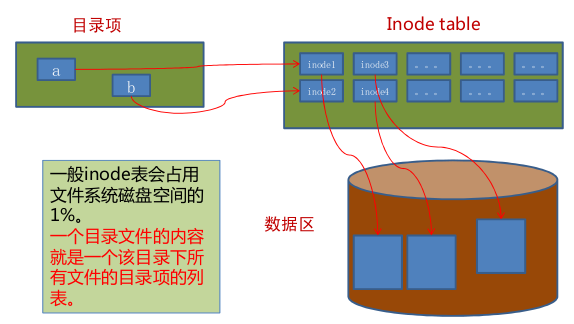 目录项
Inode table
a
b
inode1
inode3
...
...
...
inode2
inode4
...
...
...
一般inode表会占用
文件系统磁盘空间的
1%。
一个目录文件的内容
就是一个该目录下所
有文件的目录项的列
表。
数据区